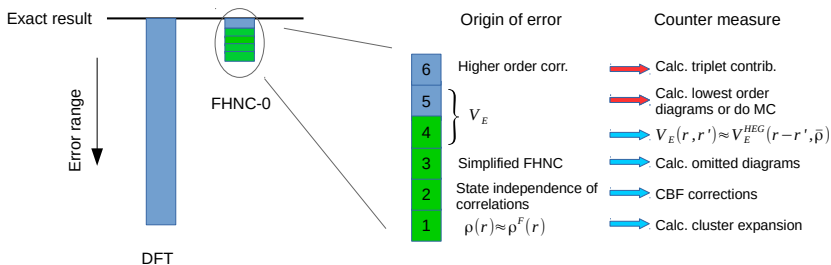 Exact result
Error range
DFT
FHNC-0
Origin of error
Counter measure
6
Higher order corr.
Calc. triplet contrib.
5
V_E
Calc. lowest order
diagrams or do MC
4
V_E(r,r')≈V_E^{HEG}(r−r',ρ̄)
3
Simplified FHNC
Calc. omitted diagrams
2
State independence of
correlations
CBF corrections
1
ρ(r)≈ρ^F(r)
Calc. cluster expansion